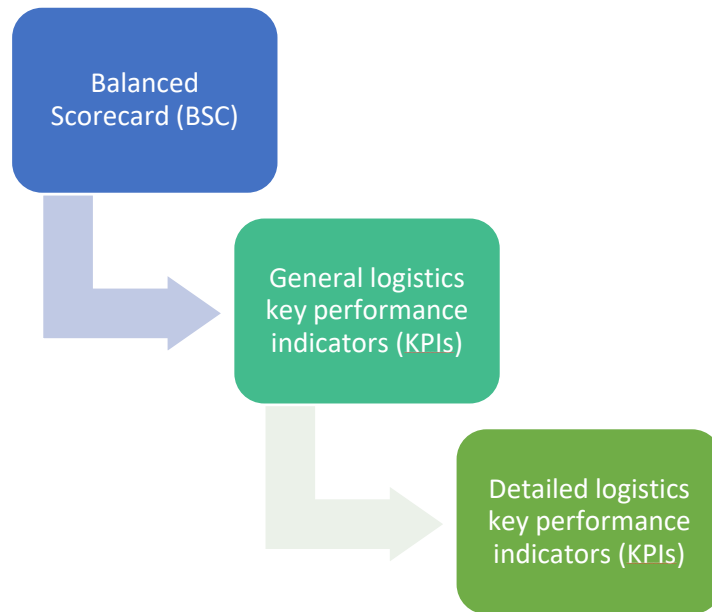 Balanced
Scorecard (BSC)
General logistics
key performance
indicators (KPIs)
Detailed logistics
key performance
indicators (KPIs)